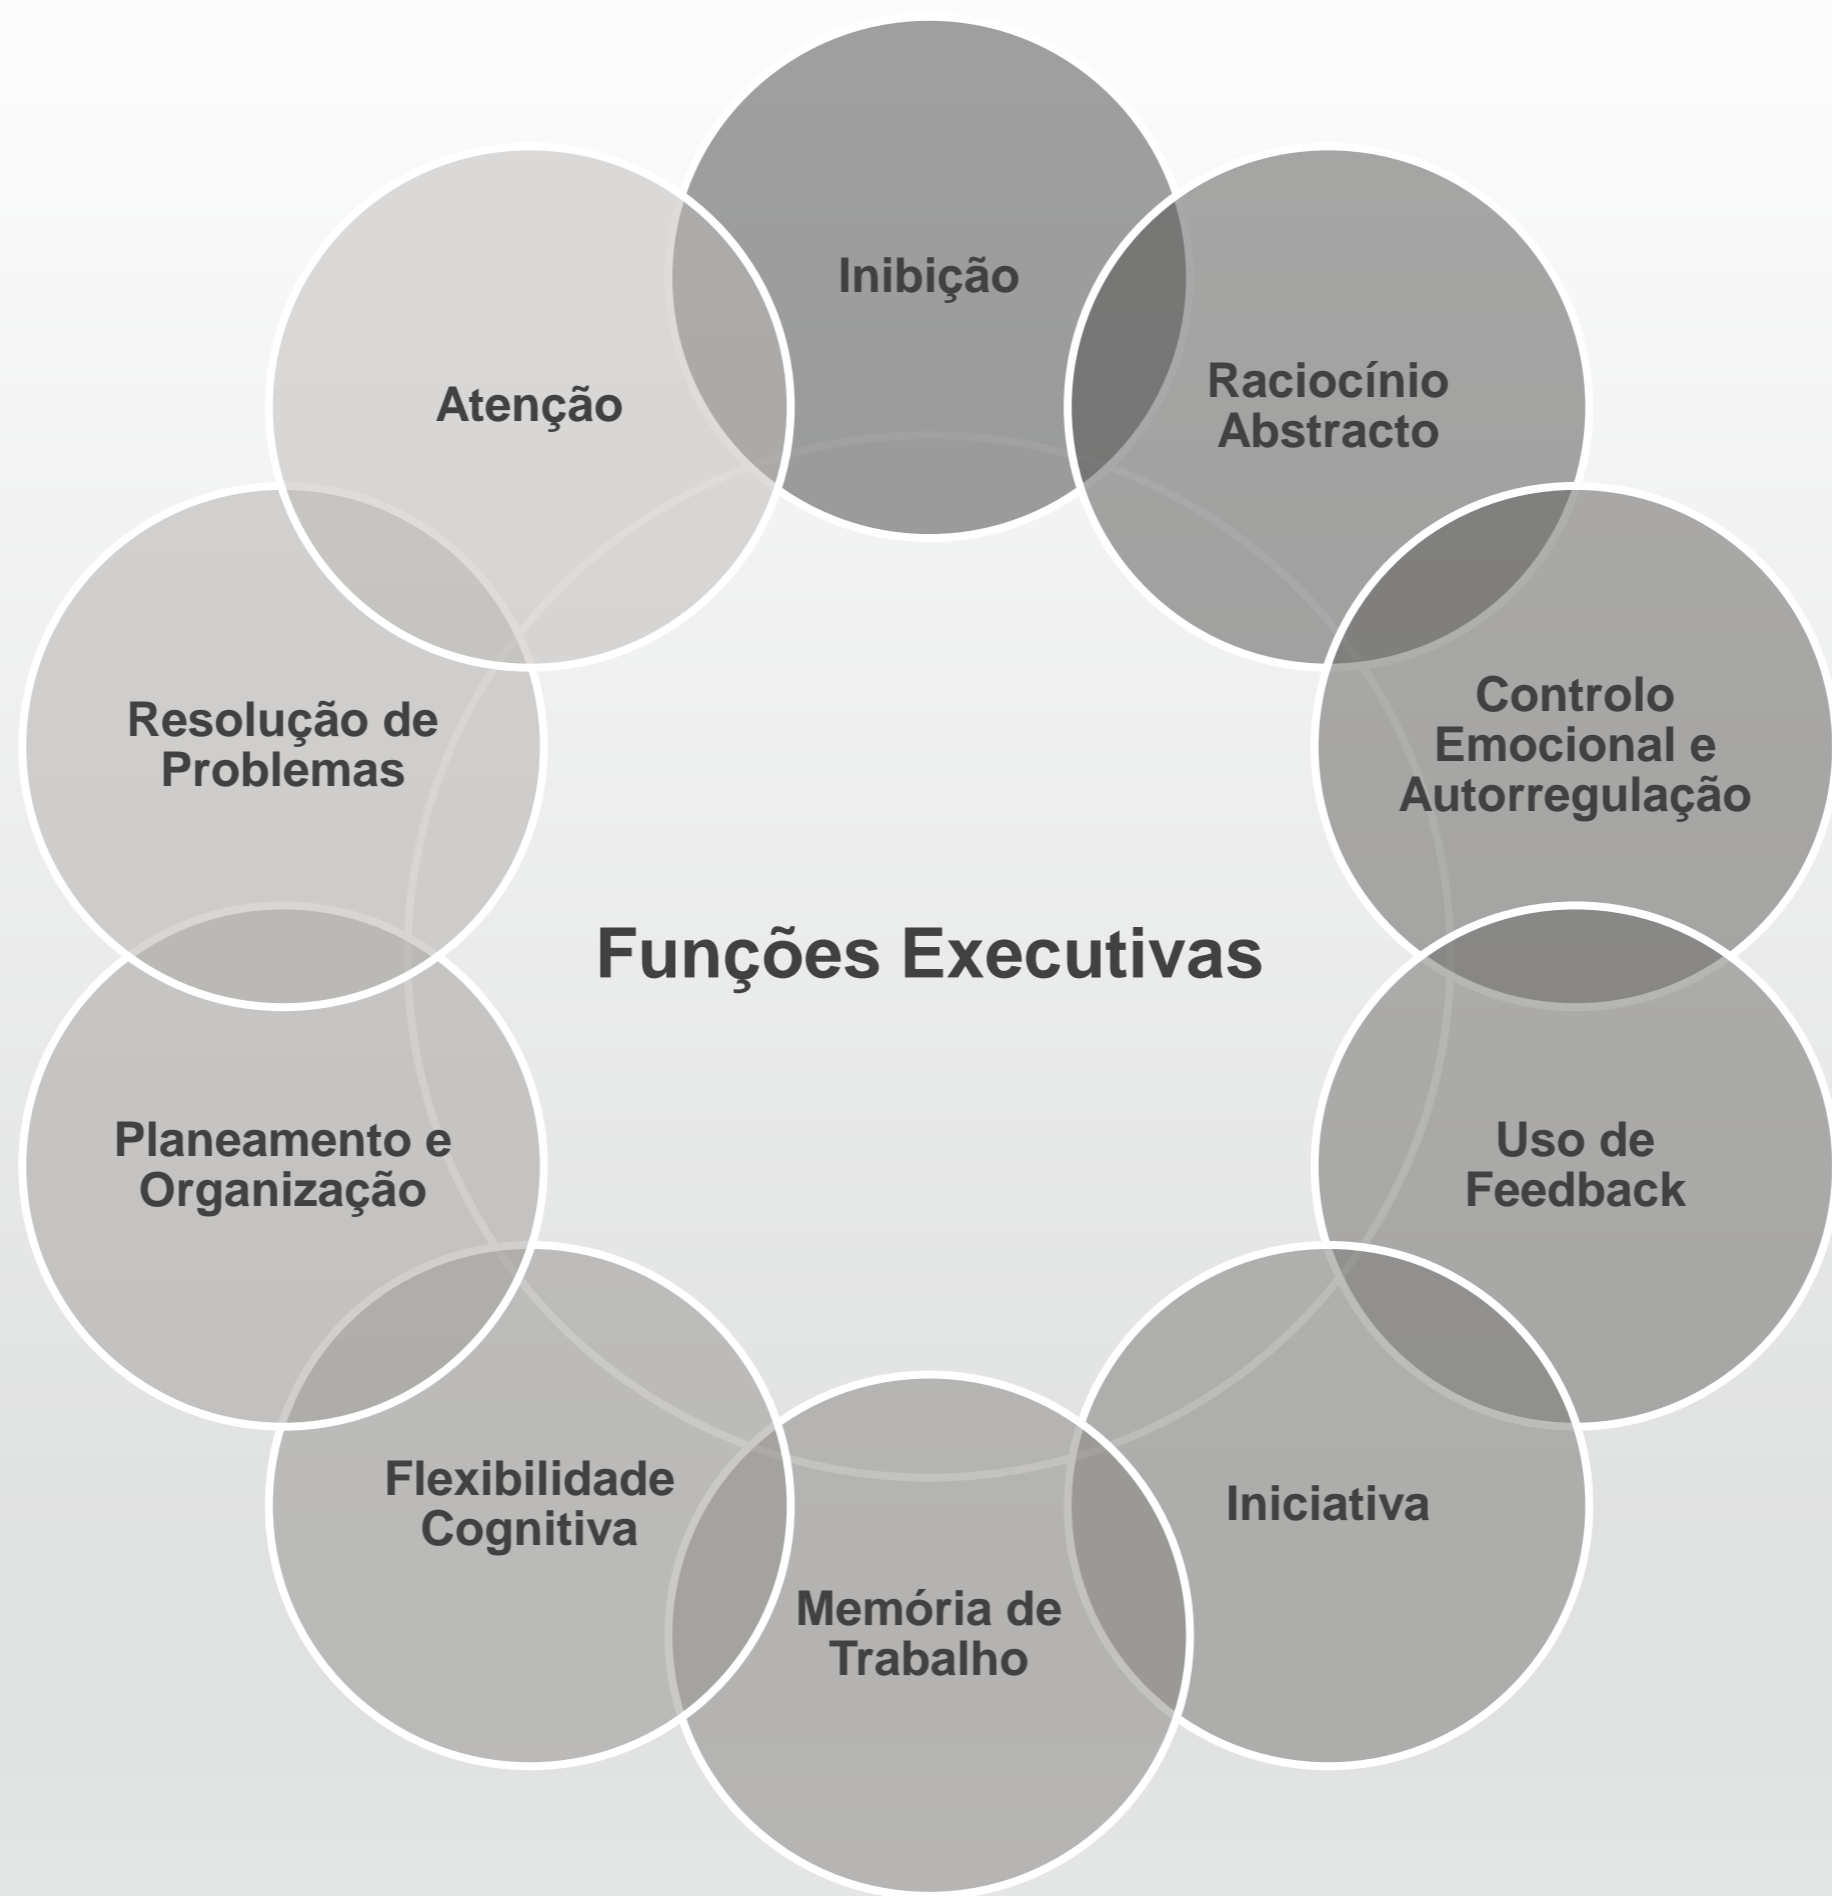 Inibição
Raciocínio
Abstracto
Controlo
Emocional e
Autorregulação
Uso de
Feedback
Iniciativa
Memória de
Trabalho
Flexibilidade
Cognitiva
Planeamento e
Organização
Resolução de
Problemas
Atenção
Funções Executivas